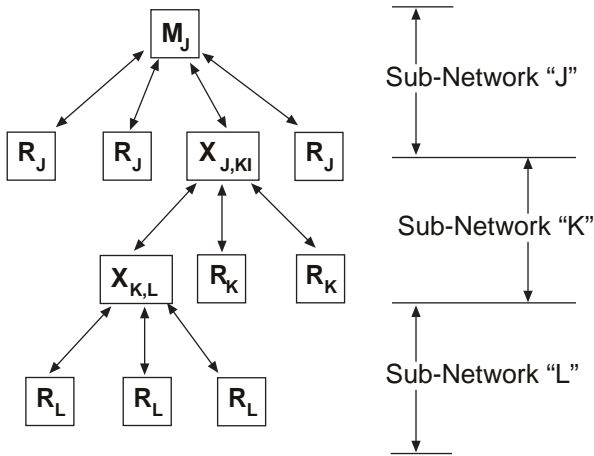 M_J
Sub-Network “J”
R_J R_J X_J,KI R_J
Sub-Network “K”
X_K,L R_K R_K
Sub-Network “L”
R_L R_L R_L